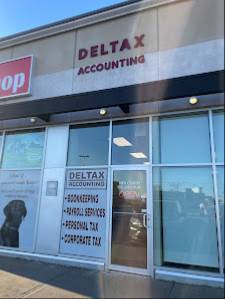 DELTAX
ACCOUNTING
op
DELTAX
ACCOUNTING
• BOOKKEEPING
• PAYROLL SERVICES
• PERSONAL TAX
• CORPORATE TAX